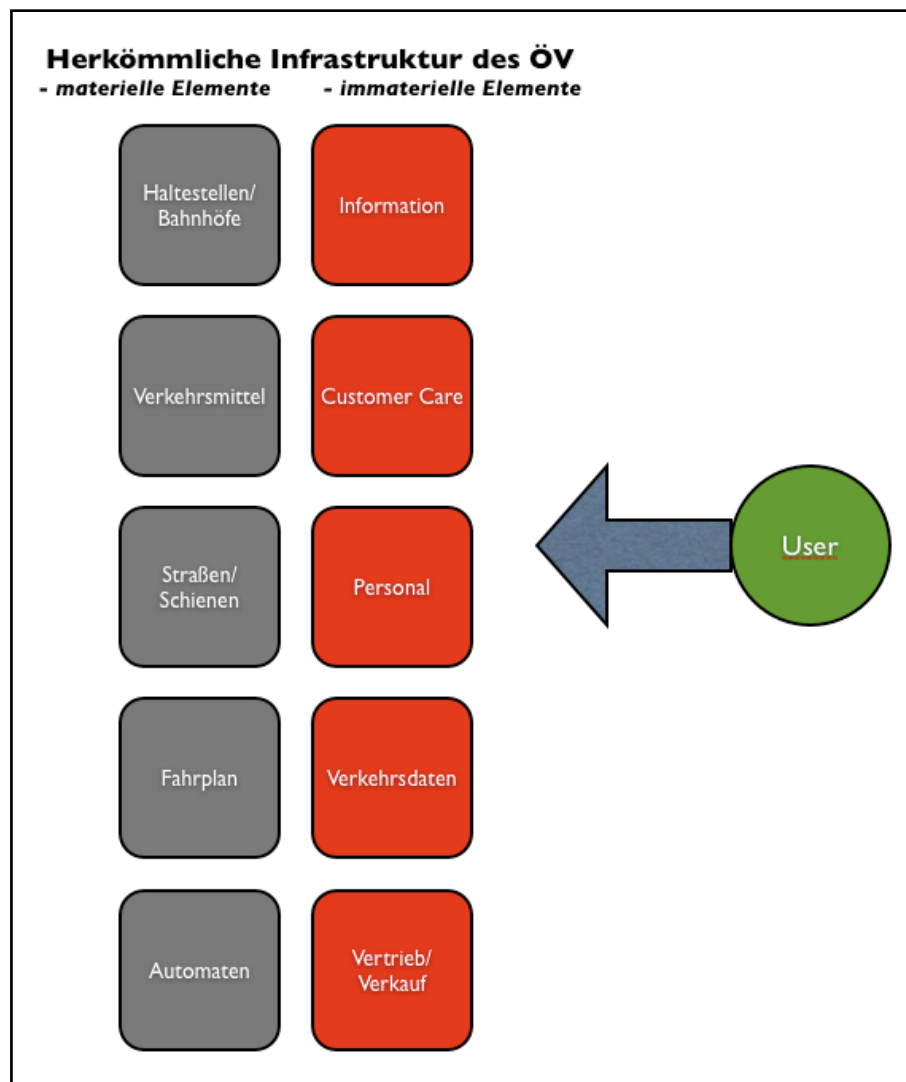 Herkömmliche Infrastruktur des ÖV
- materielle Elemente - immaterielle Elemente
Haltestellen/
Bahnhöfe
Information
Verkehrsmittel
Customer Care
Straßen/
Schienen
Personal
User
Fahrplan
Verkehrsdaten
Automaten
Vertrieb/
Verkauf